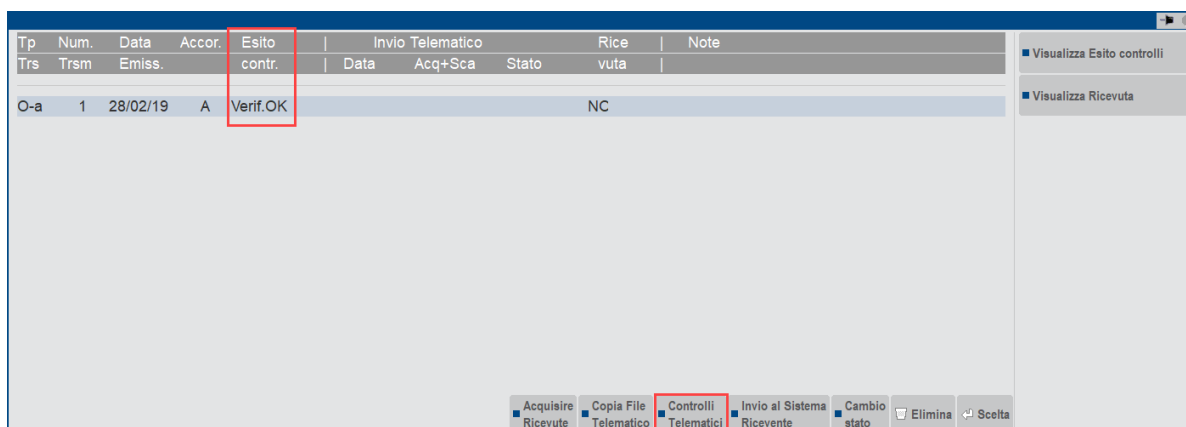 Tp Num. Data Accor. Esito | Invio Telematico Rice | Note
Trs Trsm Emiss. contr. | Data Acq+Sca Stato vuta |
O-a 1 28/02/19 A Verif.OK NC
Visualizza Esito controlli
Visualizza Ricevuta
Acquisire Copia File Controlli Invio al Sistema Cambio Elimina Scelta
Ricevute Telematico Telematici Ricevente stato